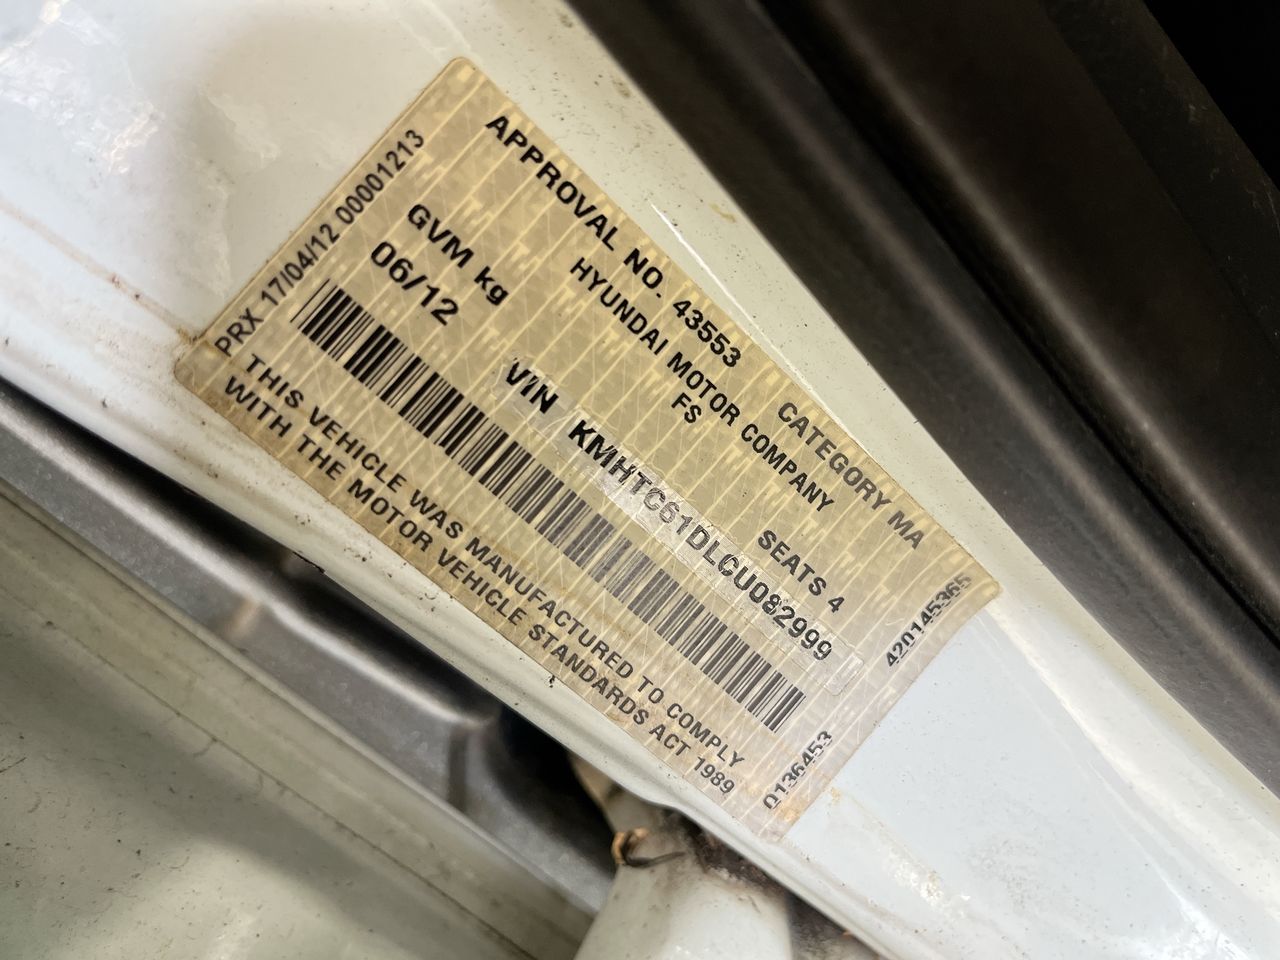 APPROVAL NO. 43553 CATEGORY MA
HYUNDAI MOTOR COMPANY
GVM kg FS SEATS 4
06/12
VIN KMHTC61DLCU082999
THIS VEHICLE WAS MANUFACTURED TO COMPLY
WITH THE MOTOR VEHICLE STANDARDS ACT 1989
PRX 17/04/12 00001213
420145365
Q136453